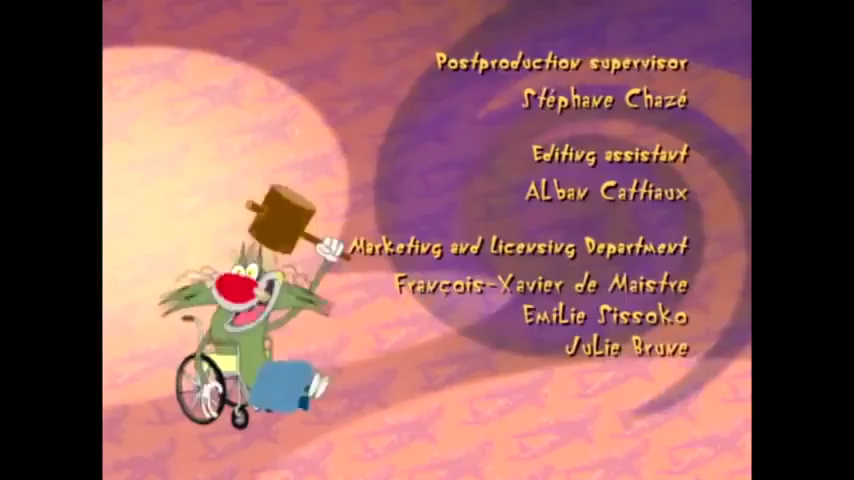 Postproduction supervisor
Stéphane Chazé
Editing assistant
Alban Cattiaux
Marketing and Licensing Department
François-Xavier de Maistre
Emilie Sissoko
Julie Brune